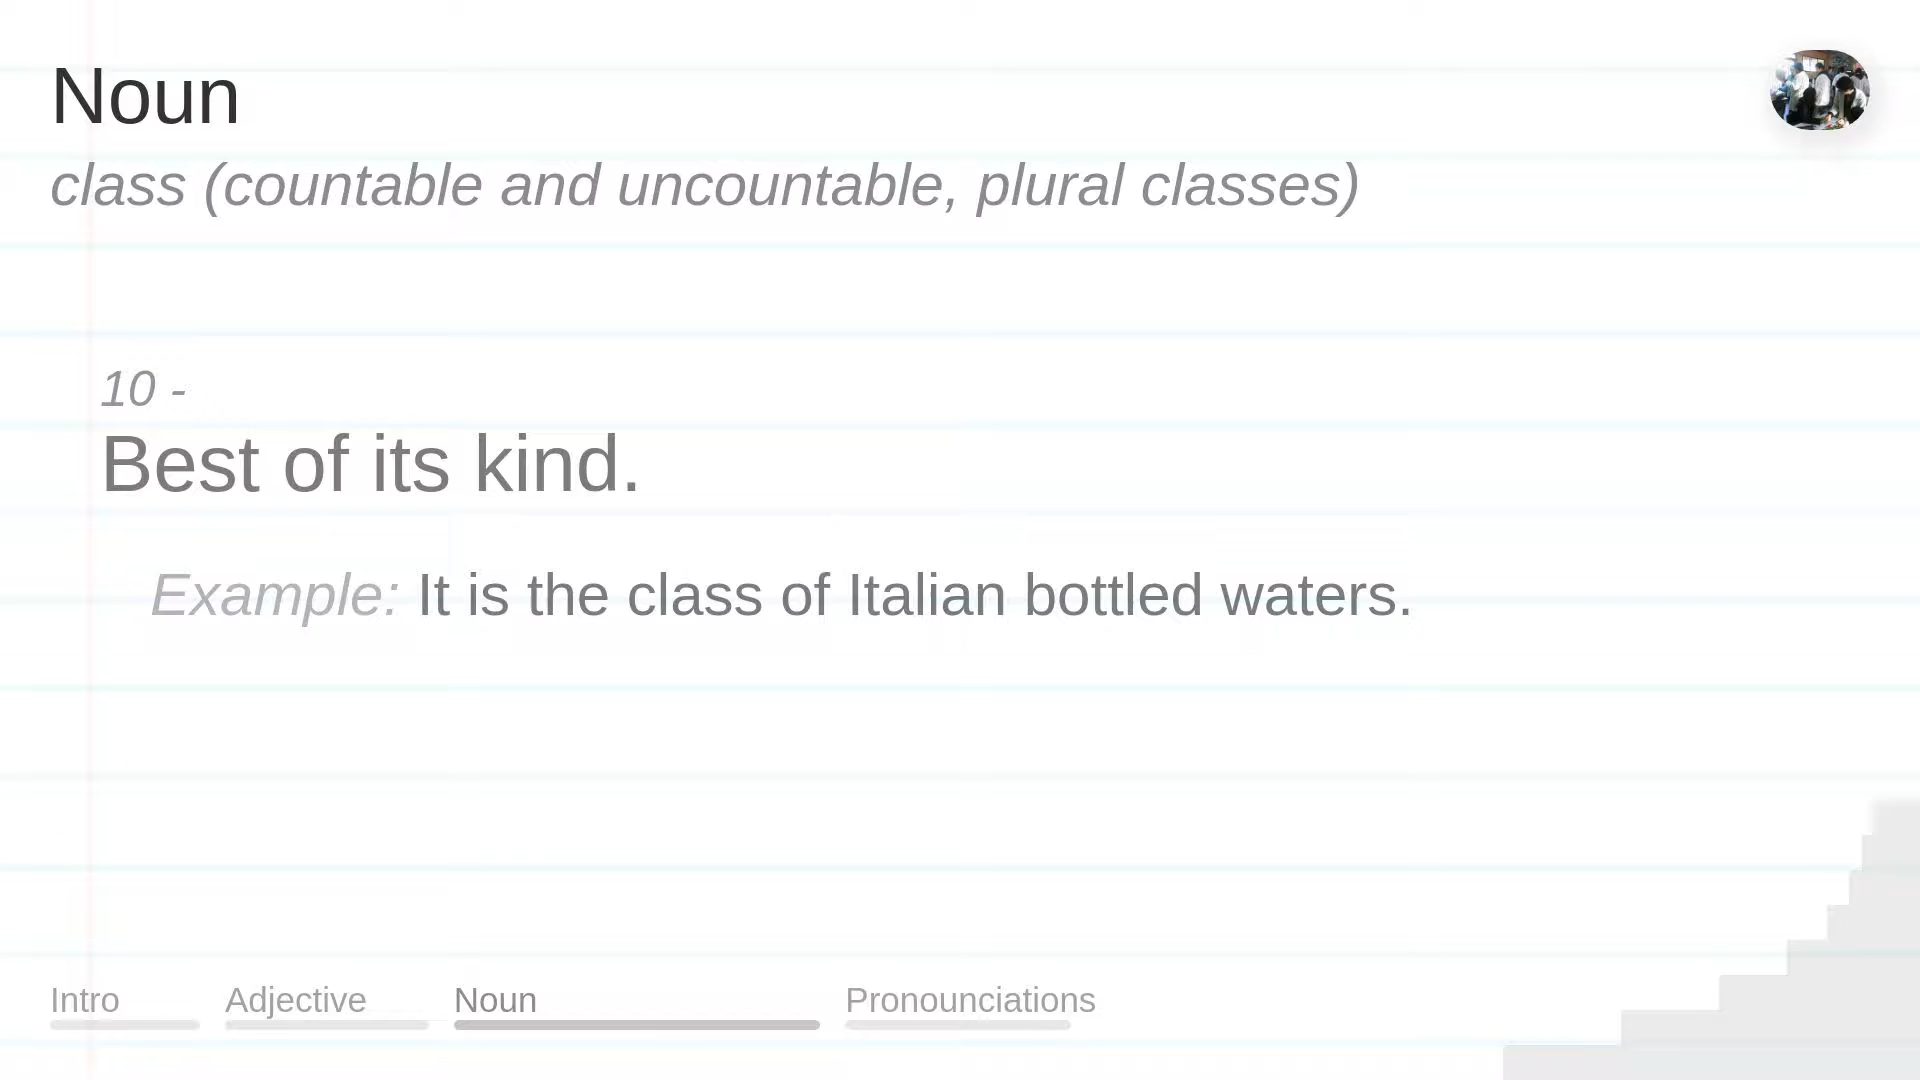 Noun
class (countable and uncountable, plural classes)
10 -
Best of its kind.
Example: It is the class of Italian bottled waters.
Intro
Adjective
Noun
Pronounciations